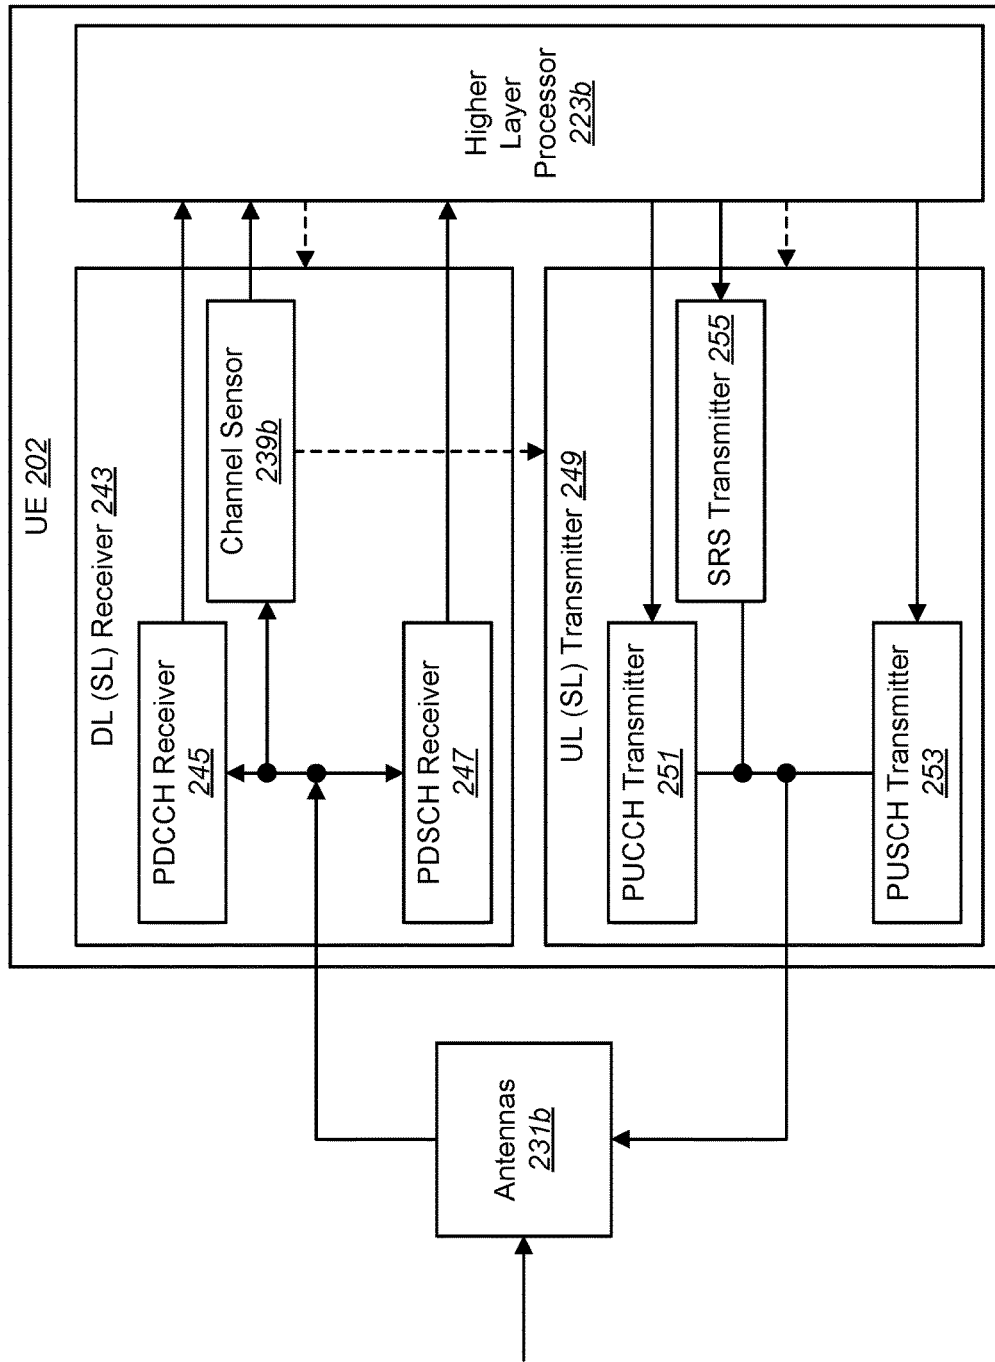 UE 202
DL (SL) Receiver 243
PDCCH Receiver
245
Channel Sensor
239b
PDSCH Receiver
247
UL (SL) Transmitter 249
PUCCH Transmitter
251
SRS Transmitter 255
PUSCH Transmitter
253
Higher
Layer
Processor
223b
Antennas
231b